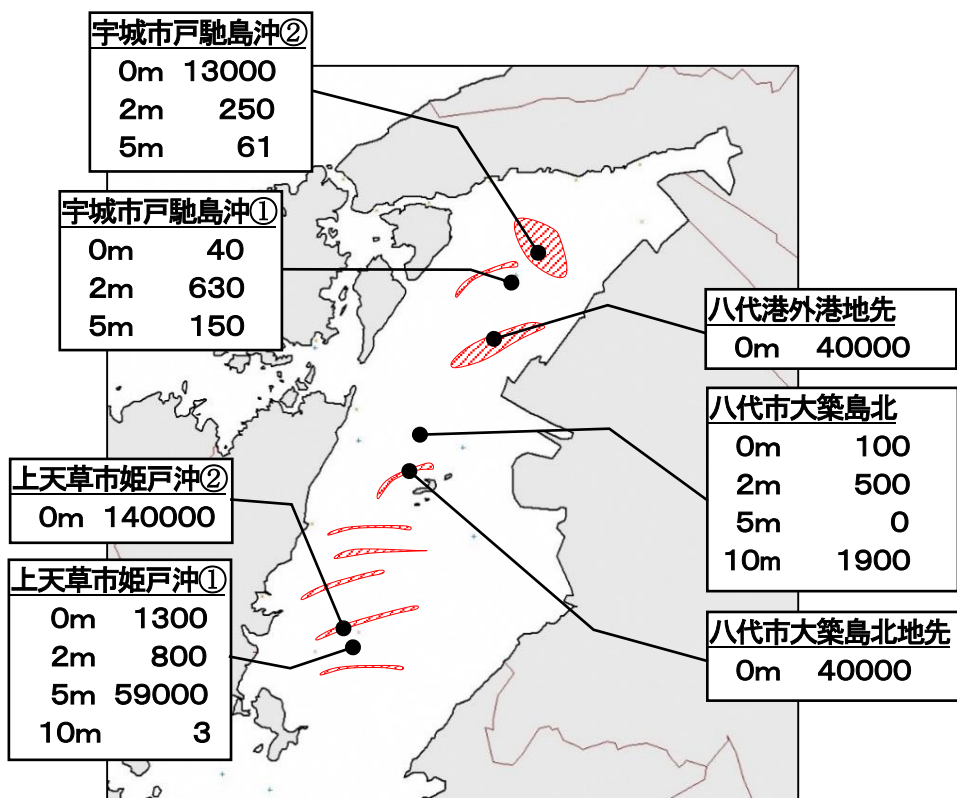 宇城市戸馳島沖②
0m 13000
2m 250
5m 61
宇城市戸馳島沖①
0m 40
2m 630
5m 150
八代港外港地先
0m 40000
八代市大築島北
0m 100
2m 500
5m 0
10m 1900
上天草市姫戸沖②
0m 140000
上天草市姫戸沖①
0m 1300
2m 800
5m 59000
10m 3
八代市大築島北地先
0m 40000